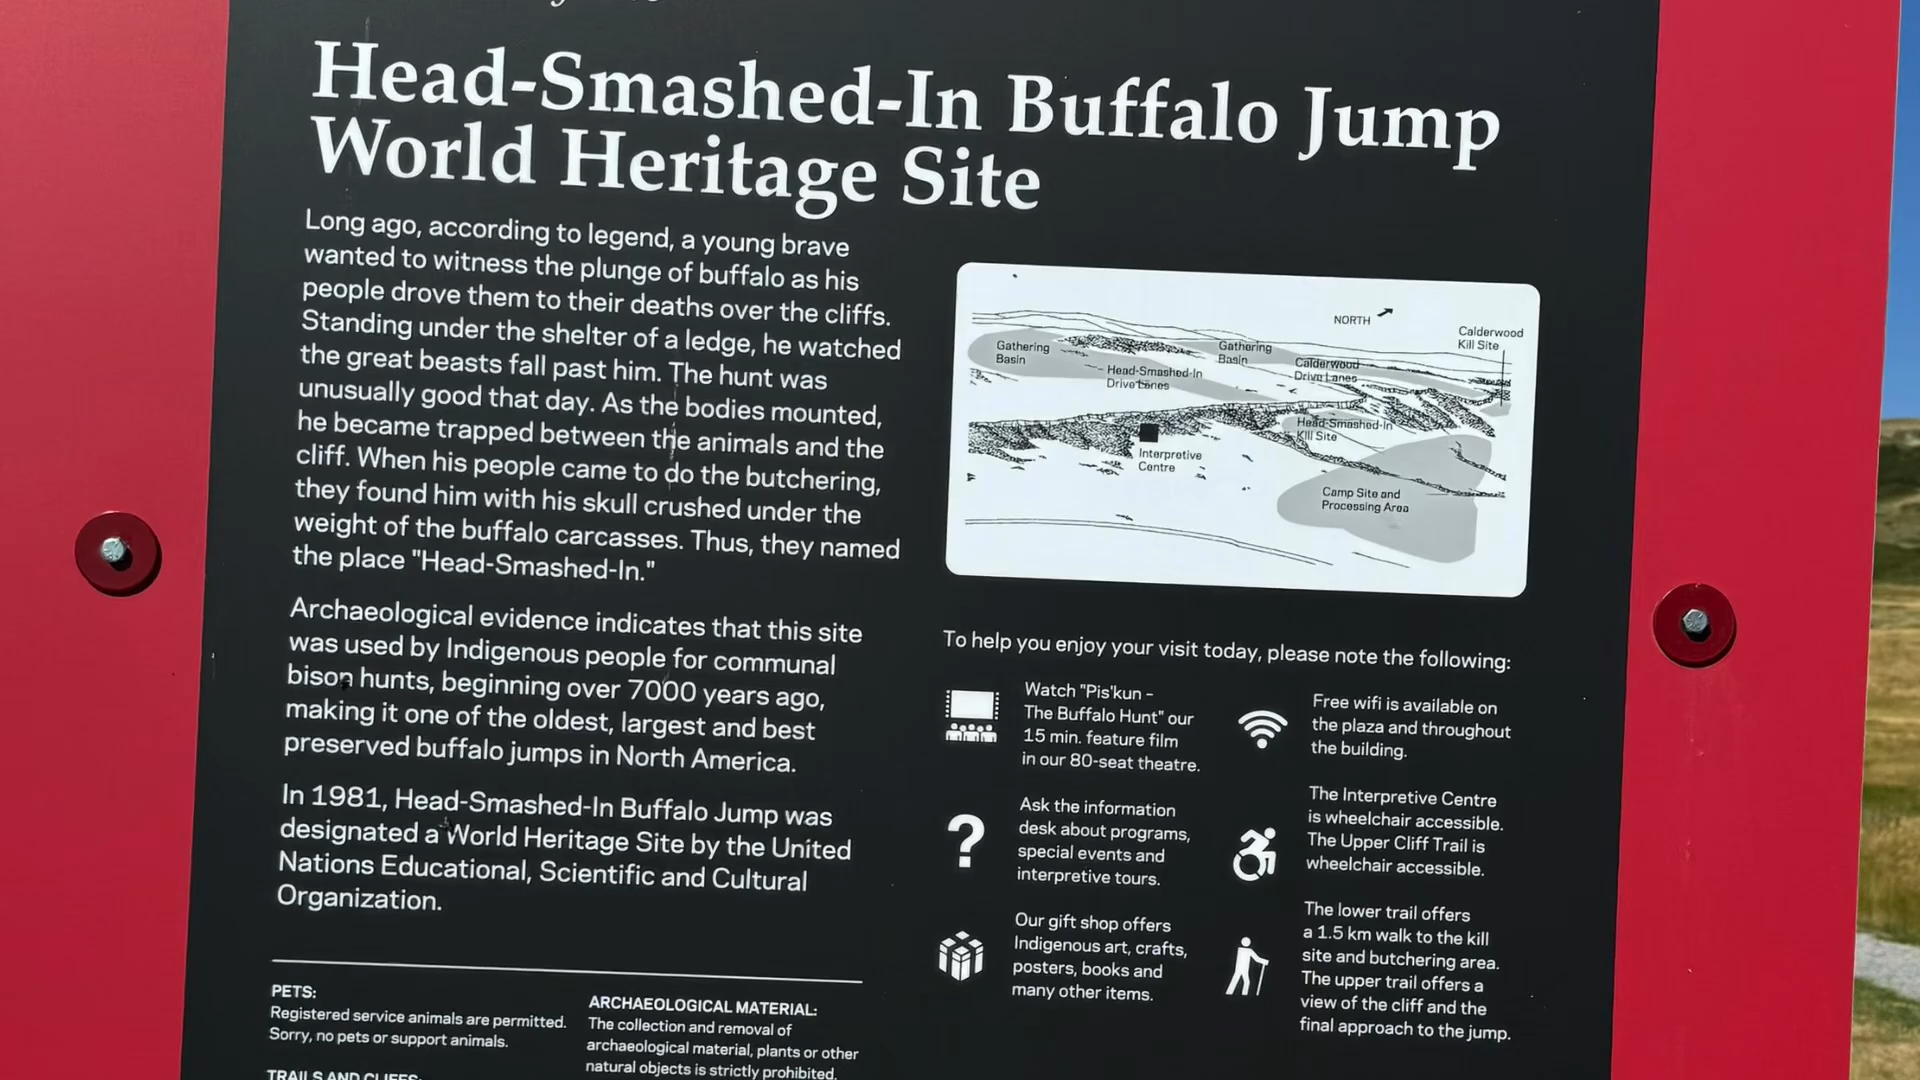 Head-Smashed-In Buffalo Jump
World Heritage Site
Long ago, according to legend, a young brave
wanted to witness the plunge of buffalo as his
people drove them to their deaths over the cliffs.
Standing under the shelter of a ledge, he watched
the great beasts fall past him. The hunt was
unusually good that day. As the bodies mounted,
he became trapped between the animals and the
cliff. When his people came to do the butchering,
they found him with his skull crushed under the
weight of the buffalo carcasses. Thus, they named
the place "Head-Smashed-In."
Archaeological evidence indicates that this site
was used by Indigenous people for communal
bison hunts, beginning over 7000 years ago,
making it one of the oldest, largest and best
preserved buffalo jumps in North America.
In 1981, Head-Smashed-In Buffalo Jump was
designated a World Heritage Site by the United
Nations Educational, Scientific and Cultural
Organization.
PETS:
Registered service animals are permitted.
Sorry, no pets or support animals.
TRAILS AND CLIFFS:
ARCHAEOLOGICAL MATERIAL:
The collection and removal of
archaeological material, plants or other
natural objects is strictly prohibited.
NORTH
Calderwood
Kill Site
Gathering
Basin
Gathering
Basin
Head-Smashed-In
Drive Lanes
Calderwood
Drive Lanes
Head-Smashed-In
Kill Site
Interpretive
Centre
Camp Site and
Processing Area
To help you enjoy your visit today, please note the following:
Watch "Pis'kun –
The Buffalo Hunt" our
15 min. feature film
in our 80-seat theatre.
Ask the information
desk about programs,
special events and
interpretive tours.
Our gift shop offers
Indigenous art, crafts,
posters, books and
many other items.
Free wifi is available on
the plaza and throughout
the building.
The Interpretive Centre
is wheelchair accessible.
The Upper Cliff Trail is
wheelchair accessible.
The lower trail offers
a 1.5 km walk to the kill
site and butchering area.
The upper trail offers a
view of the cliff and the
final approach to the jump.